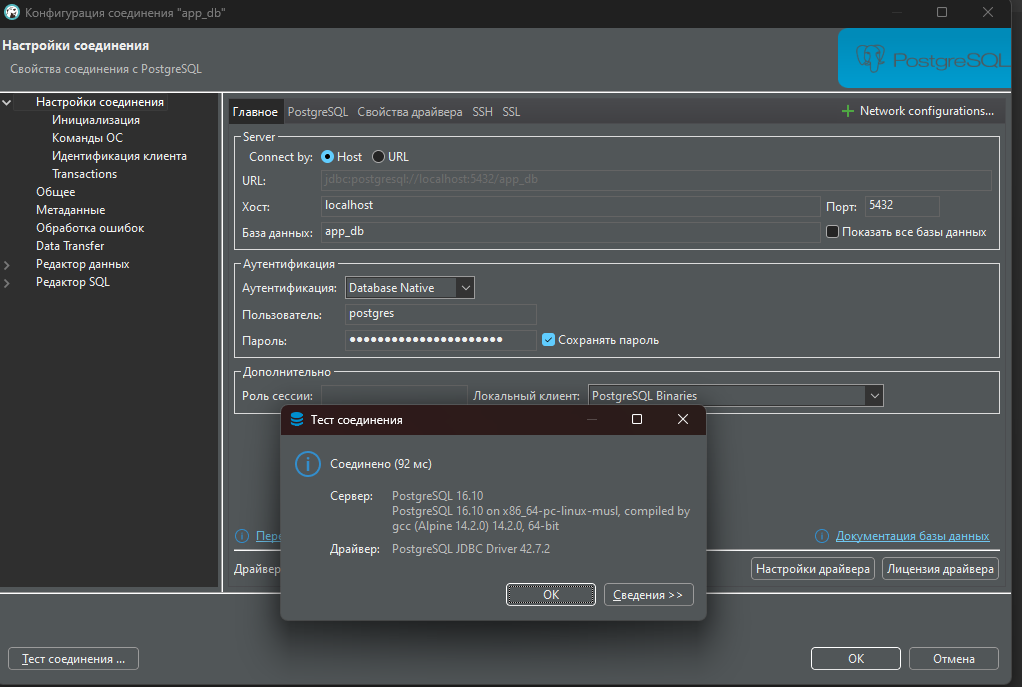 Конфигурация соединения "app_db"
Настройки соединения
Свойства соединения с PostgreSQL
PostgreSQL
Настройки соединения
Инициализация
Команды ОС
Идентификация клиента
Transactions
Общее
Метаданные
Обработка ошибок
Data Transfer
Редактор данных
Редактор SQL
Главное PostgreSQL Свойства драйвера SSH SSL Network configurations...
Server
Connect by: Host URL
URL: jdbc:postgresql://localhost:5432/app_db
Хост: localhost Порт: 5432
База данных: app_db Показать все базы данных
Аутентификация
Аутентификация: Database Native
Пользователь: postgres
Пароль: ●●●●●●●●●●●●●●●●●●●●●● Сохранять пароль
Дополнительно
Роль сессии: Локальный клиент: PostgreSQL Binaries
Тест соединения
Соединено (92 мс)
Сервер: PostgreSQL 16.10
PostgreSQL 16.10 on x86_64-pc-linux-musl, compiled by
gcc (Alpine 14.2.0) 14.2.0, 64-bit
Драйвер: PostgreSQL JDBC Driver 42.7.2
OK Сведения >>
Документация базы данных
Драйвер Настройки драйвера Лицензия драйвера
Тест соединения ... OK Отмена